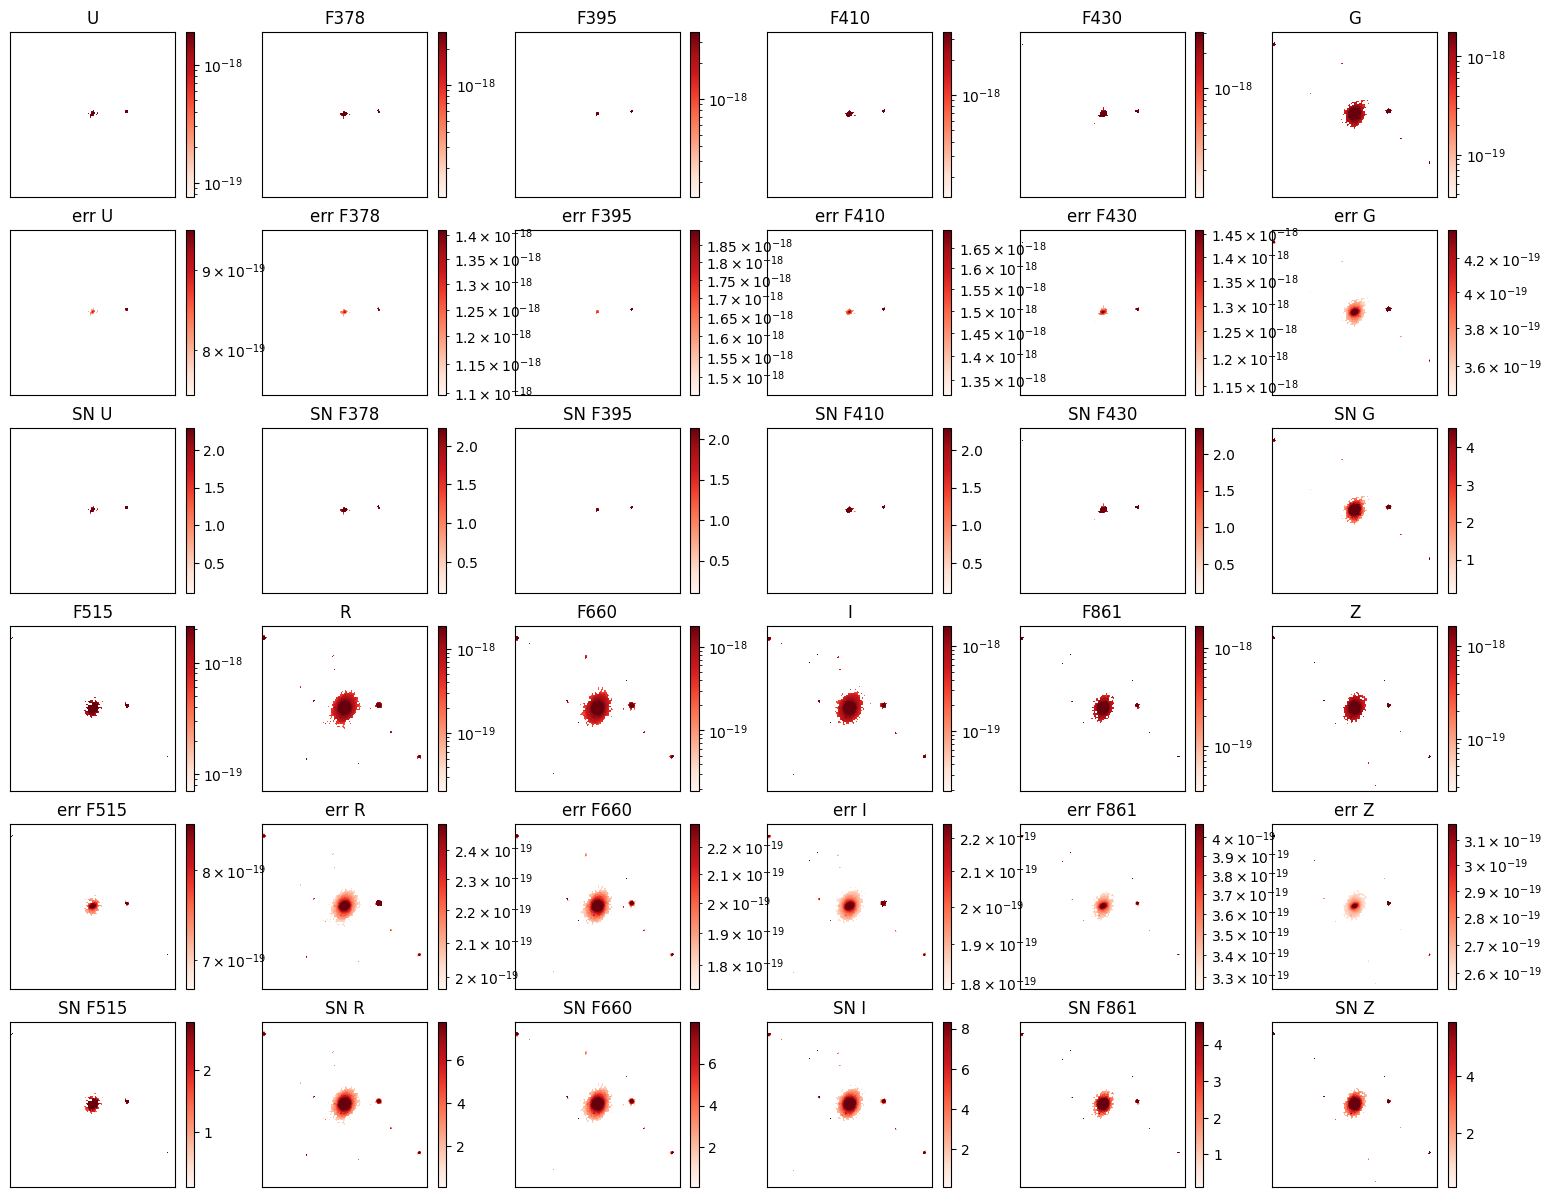 U F378 F395 F410 F430 G
10⁻¹⁸ 10⁻¹⁸ 10⁻¹⁸ 10⁻¹⁸ 10⁻¹⁸ 10⁻¹⁸
10⁻¹⁹ 10⁻¹⁹
err U err F378 err F395 err F410 err F430 err G
9 × 10⁻¹⁹ 8 × 10⁻¹⁹
1.4 × 10⁻¹⁸ 1.35 × 10⁻¹⁸ 1.3 × 10⁻¹⁸ 1.25 × 10⁻¹⁸ 1.2 × 10⁻¹⁸ 1.15 × 10⁻¹⁸ 1.1 × 10⁻¹⁸
1.85 × 10⁻¹⁸ 1.8 × 10⁻¹⁸ 1.75 × 10⁻¹⁸ 1.7 × 10⁻¹⁸ 1.65 × 10⁻¹⁸ 1.6 × 10⁻¹⁸ 1.55 × 10⁻¹⁸ 1.5 × 10⁻¹⁸
1.65 × 10⁻¹⁸ 1.6 × 10⁻¹⁸ 1.55 × 10⁻¹⁸ 1.5 × 10⁻¹⁸ 1.45 × 10⁻¹⁸ 1.4 × 10⁻¹⁸ 1.35 × 10⁻¹⁸
1.45 × 10⁻¹⁸ 1.4 × 10⁻¹⁸ 1.35 × 10⁻¹⁸ 1.3 × 10⁻¹⁸ 1.25 × 10⁻¹⁸ 1.2 × 10⁻¹⁸ 1.15 × 10⁻¹⁸
4.2 × 10⁻¹⁹ 4 × 10⁻¹⁹ 3.8 × 10⁻¹⁹ 3.6 × 10⁻¹⁹
SN U SN F378 SN F395 SN F410 SN F430 SN G
2.0 1.5 1.0 0.5
2.0 1.5 1.0 0.5
2.0 1.5 1.0 0.5
2.0 1.5 1.0 0.5
2.0 1.5 1.0 0.5
4 3 2 1
F515 R F660 I F861 Z
10⁻¹⁸ 10⁻¹⁸ 10⁻¹⁸ 10⁻¹⁸ 10⁻¹⁸ 10⁻¹⁸
10⁻¹⁹ 10⁻¹⁹ 10⁻¹⁹ 10⁻¹⁹ 10⁻¹⁹ 10⁻¹⁹
err F515 err R err F660 err I err F861 err Z
8 × 10⁻¹⁹ 7 × 10⁻¹⁹
2.4 × 10⁻¹⁹ 2.3 × 10⁻¹⁹ 2.2 × 10⁻¹⁹ 2.1 × 10⁻¹⁹ 2 × 10⁻¹⁹
2.2 × 10⁻¹⁹ 2.1 × 10⁻¹⁹ 2 × 10⁻¹⁹ 1.9 × 10⁻¹⁹ 1.8 × 10⁻¹⁹
2.2 × 10⁻¹⁹ 2.1 × 10⁻¹⁹ 2 × 10⁻¹⁹ 1.9 × 10⁻¹⁹ 1.8 × 10⁻¹⁹
4 × 10⁻¹⁹ 3.9 × 10⁻¹⁹ 3.8 × 10⁻¹⁹ 3.7 × 10⁻¹⁹ 3.6 × 10⁻¹⁹ 3.5 × 10⁻¹⁹ 3.4 × 10⁻¹⁹ 3.3 × 10⁻¹⁹
3.1 × 10⁻¹⁹ 3 × 10⁻¹⁹ 2.9 × 10⁻¹⁹ 2.8 × 10⁻¹⁹ 2.7 × 10⁻¹⁹ 2.6 × 10⁻¹⁹
SN F515 SN R SN F660 SN I SN F861 SN Z
2 1
6 4 2
6 4 2
8 6 4 2
4 3 2 1
4 2